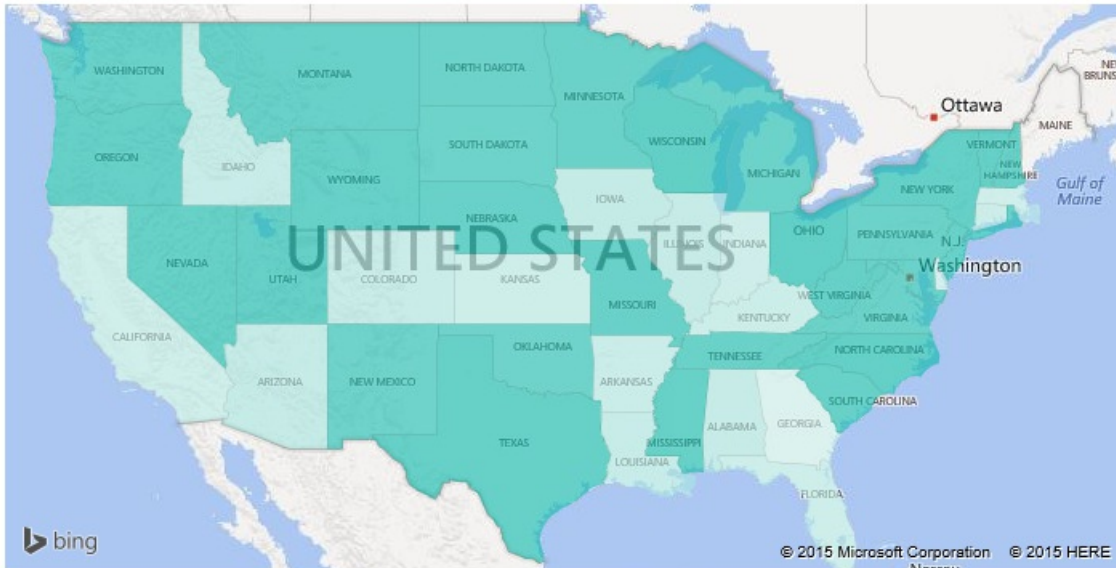 WASHINGTON
MONTANA
NORTH DAKOTA
MINNESOTA
Ottawa
MAINE
VERMONT
NEW
HAMPSHIRE
OREGON
IDAHO
SOUTH DAKOTA
WISCONSIN
MICHIGAN
WYOMING
NEW YORK
Gulf of
Maine
IOWA
NEBRASKA
UNITED STATES
NEVADA
UTAH
COLORADO
KANSAS
ILLINOIS
INDIANA
OHIO
PENNSYLVANIA
N.J.
Washington
MISSOURI
WEST VIRGINIA
VIRGINIA
KENTUCKY
CALIFORNIA
ARIZONA
NEW MEXICO
OKLAHOMA
ARKANSAS
TENNESSEE
NORTH CAROLINA
SOUTH CAROLINA
TEXAS
LOUISIANA
MISSISSIPPI
ALABAMA
GEORGIA
FLORIDA
bing
© 2015 Microsoft Corporation © 2015 HERE